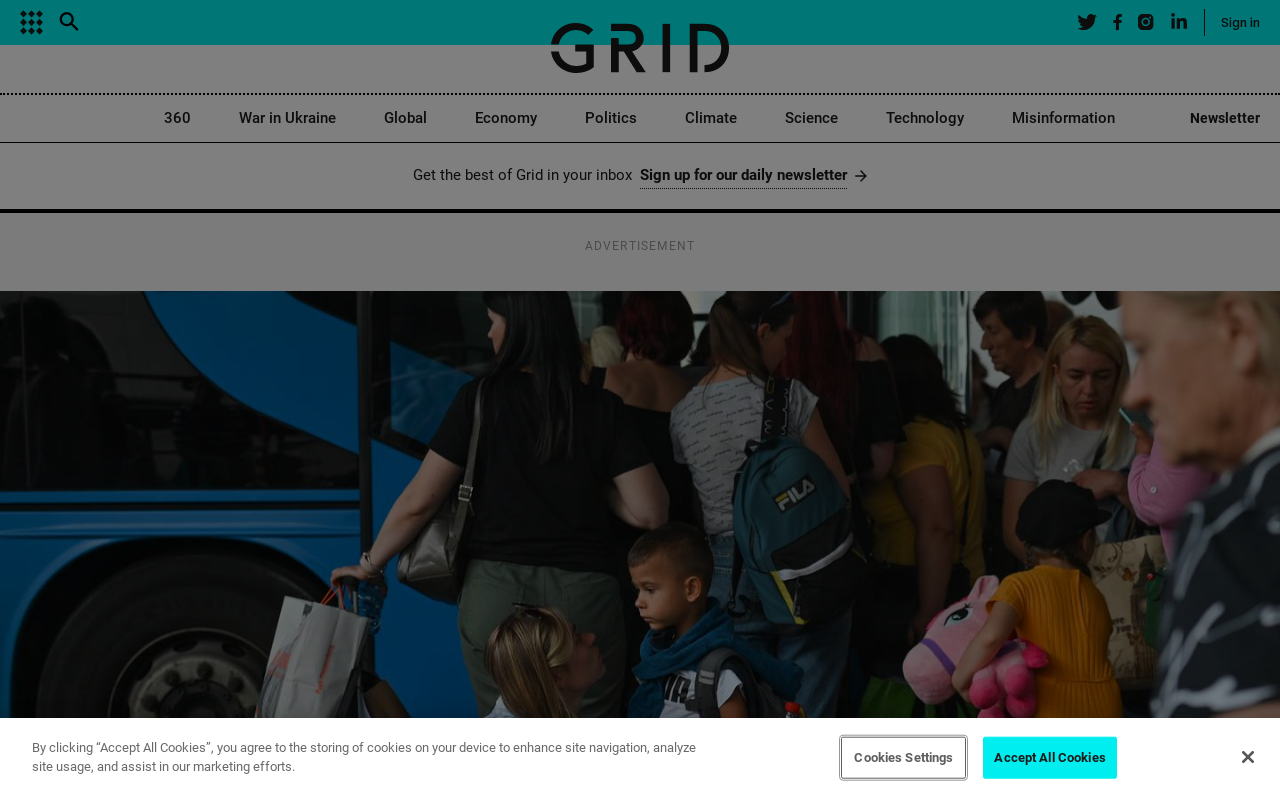 Sign in
GRID
360 War in Ukraine Global Economy Politics Climate Science Technology Misinformation Newsletter
Get the best of Grid in your inbox Sign up for our daily newsletter →
ADVERTISEMENT
FILA
By clicking “Accept All Cookies”, you agree to the storing of cookies on your device to enhance site navigation, analyze
site usage, and assist in our marketing efforts.
Cookies Settings
Accept All Cookies